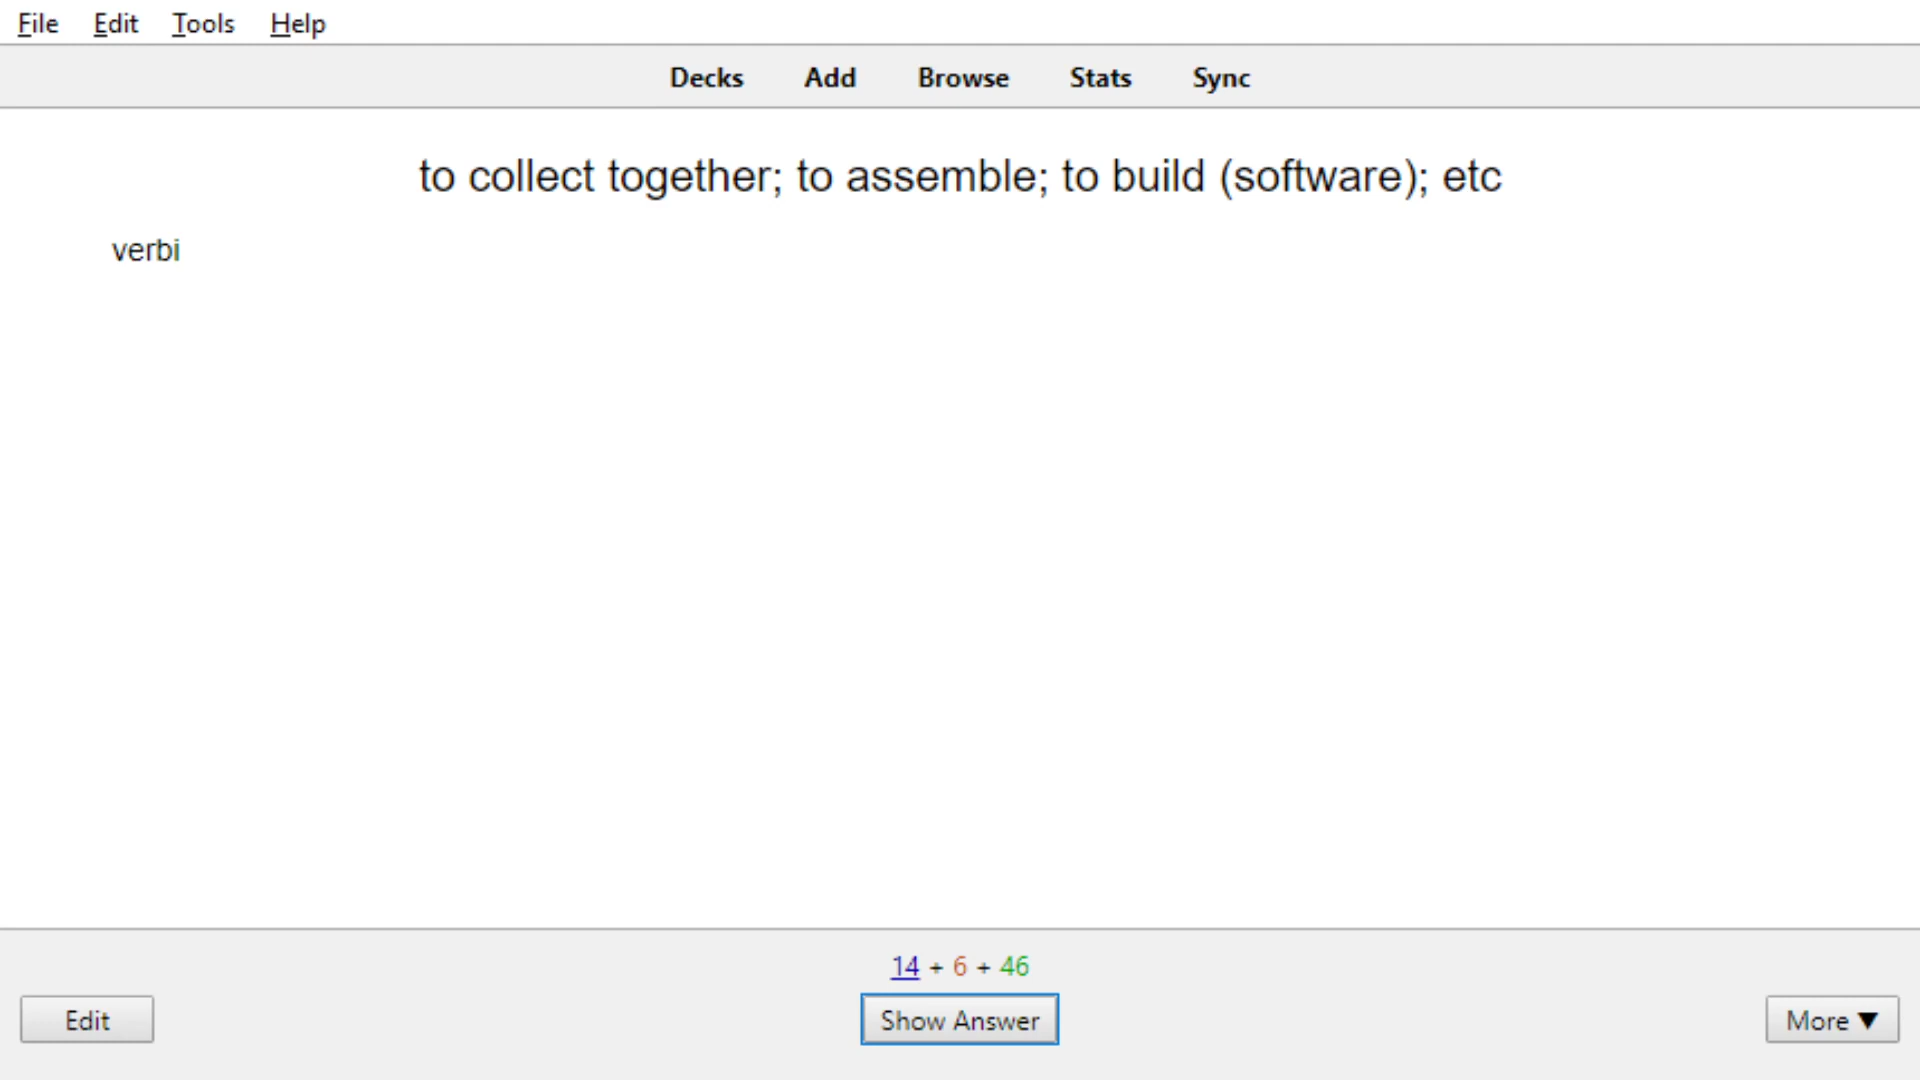 File Edit Tools Help
Decks Add Browse Stats Sync
to collect together; to assemble; to build (software); etc
verbi
14 + 6 + 46
Edit Show Answer More ▼